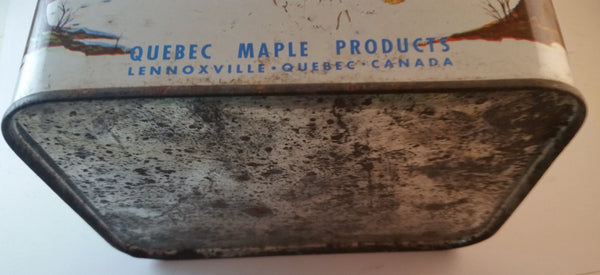 QUEBEC MAPLE PRODUCTS
LENNOXVILLE · QUEBEC · CANADA